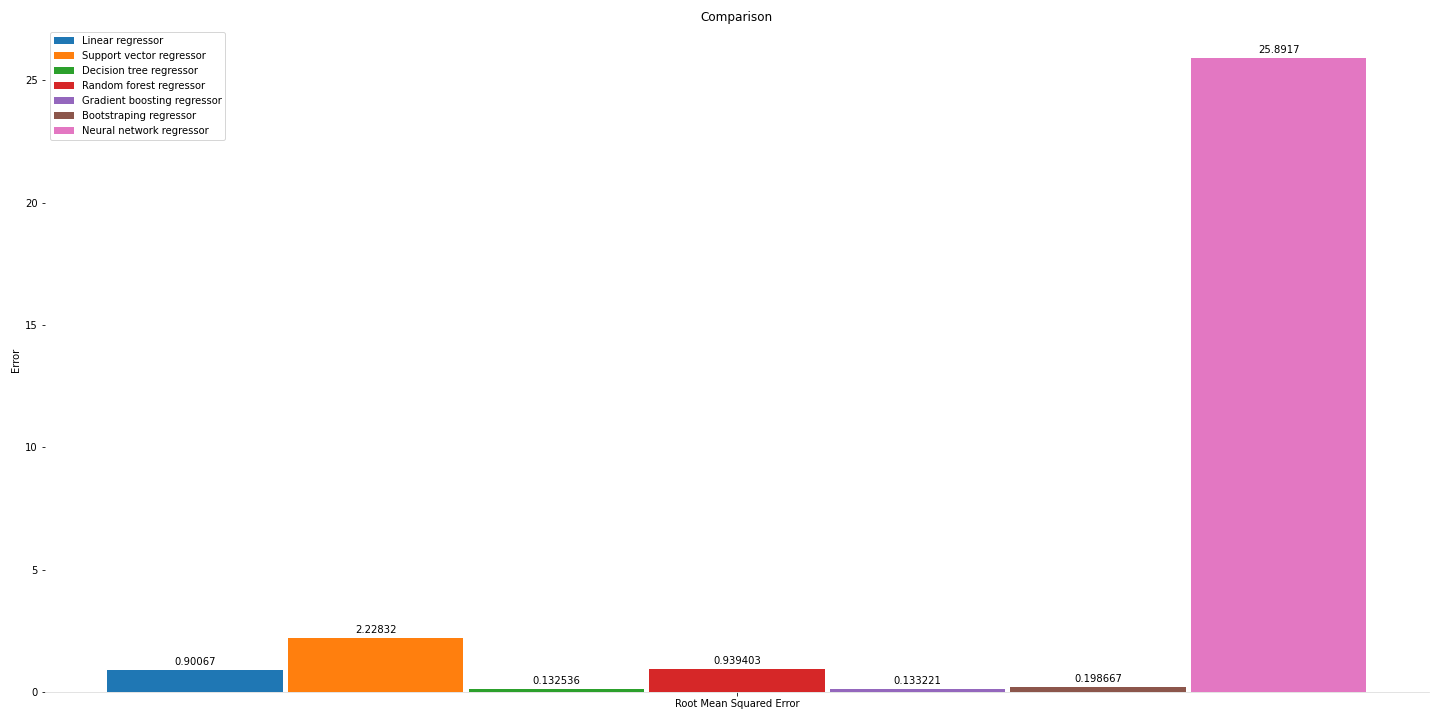 Comparison
Linear regressor
Support vector regressor
Decision tree regressor
Random forest regressor
Gradient boosting regressor
Bootstraping regressor
Neural network regressor
Error
25
20
15
10
5
0
0.90067
2.22832
0.132536
0.939403
0.133221
0.198667
25.8917
Root Mean Squared Error